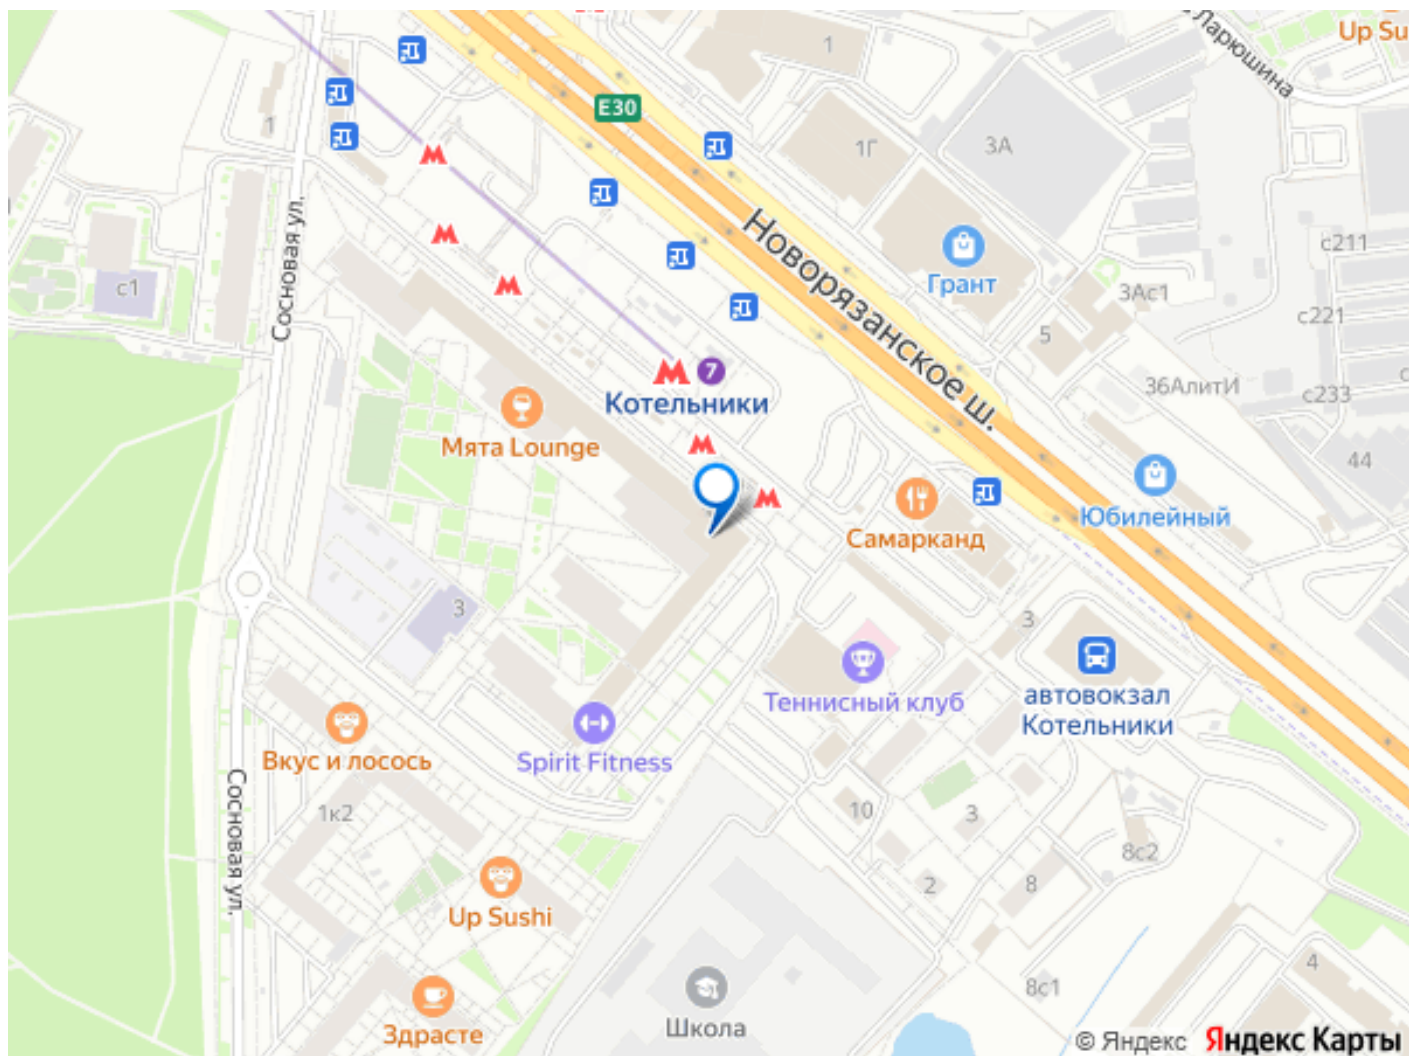 Ларюшина
Up Su
1
E30
1
1Г
3А
Сосновая ул.
Новорязанское ш.
с211
с1
Грант
3Ас1
с221
5
7
Котельники
36АлитИ
с233
с
Мята Lounge
44
Юбилейный
Самарканд
3
3
Теннисный клуб
автовокзал
Котельники
Вкус и лосось
Spirit Fitness
Сосновая ул.
1к2
10
3
8с2
2
8
Up Sushi
4
8с1
Школа
Здрасте
© Яндекс Яндекс Карты